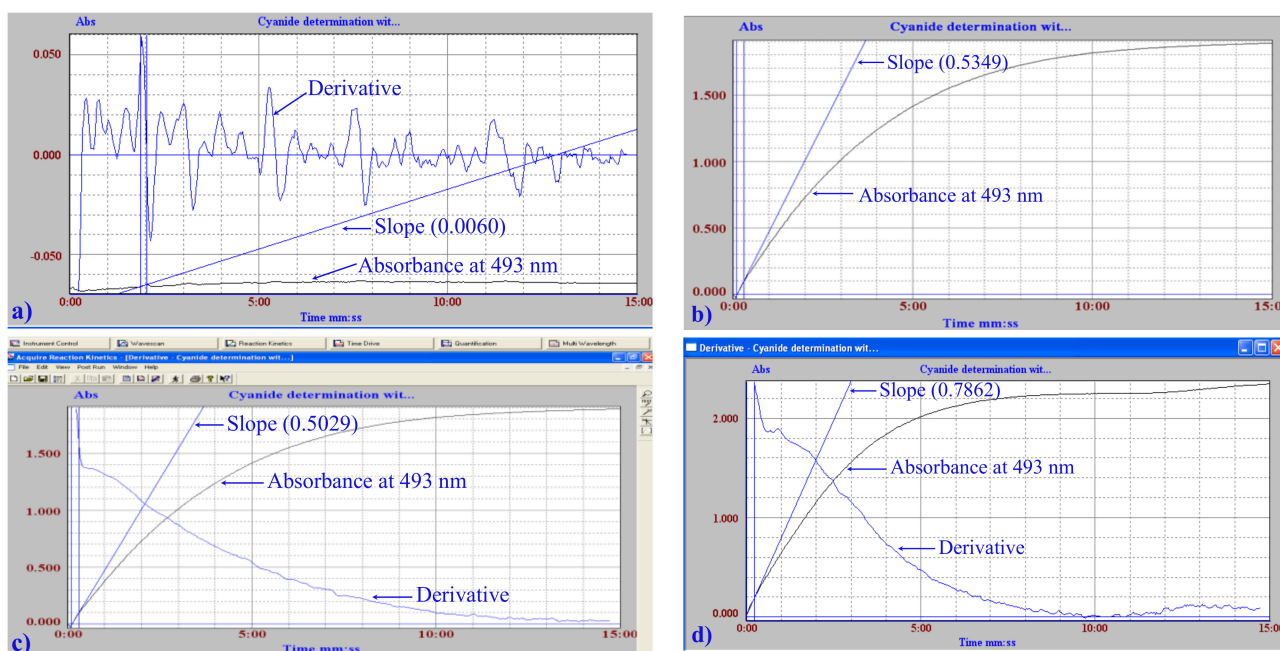 Abs
Cyanide determination wit...
0.050
0.000
-0.050
Derivative
Slope (0.0060)
Absorbance at 493 nm
0:00
5:00
10:00
15:00
Time mm:ss
a)
Abs
Cyanide determination wit...
1.500
1.000
0.500
0.000
Slope (0.5349)
Absorbance at 493 nm
0:00
5:00
10:00
15:00
Time mm:ss
b)
Instrument Control
Wavescan
Reaction Kinetics
Time Drive
Quantification
Multi Wavelength
Acquire Reaction Kinetics - [Derivative - Cyanide determination wit...]
File Edit View Post Run Window Help
Abs
Cyanide determination wit...
1.500
1.000
0.500
0.000
Slope (0.5029)
Absorbance at 493 nm
Derivative
0:00
5:00
10:00
15:00
Time mm:ss
c)
Derivative - Cyanide determination wit...
Abs
Cyanide determination wit...
2.000
1.000
0.000
Slope (0.7862)
Absorbance at 493 nm
Derivative
0:00
5:00
10:00
15:00
Time mm:ss
d)